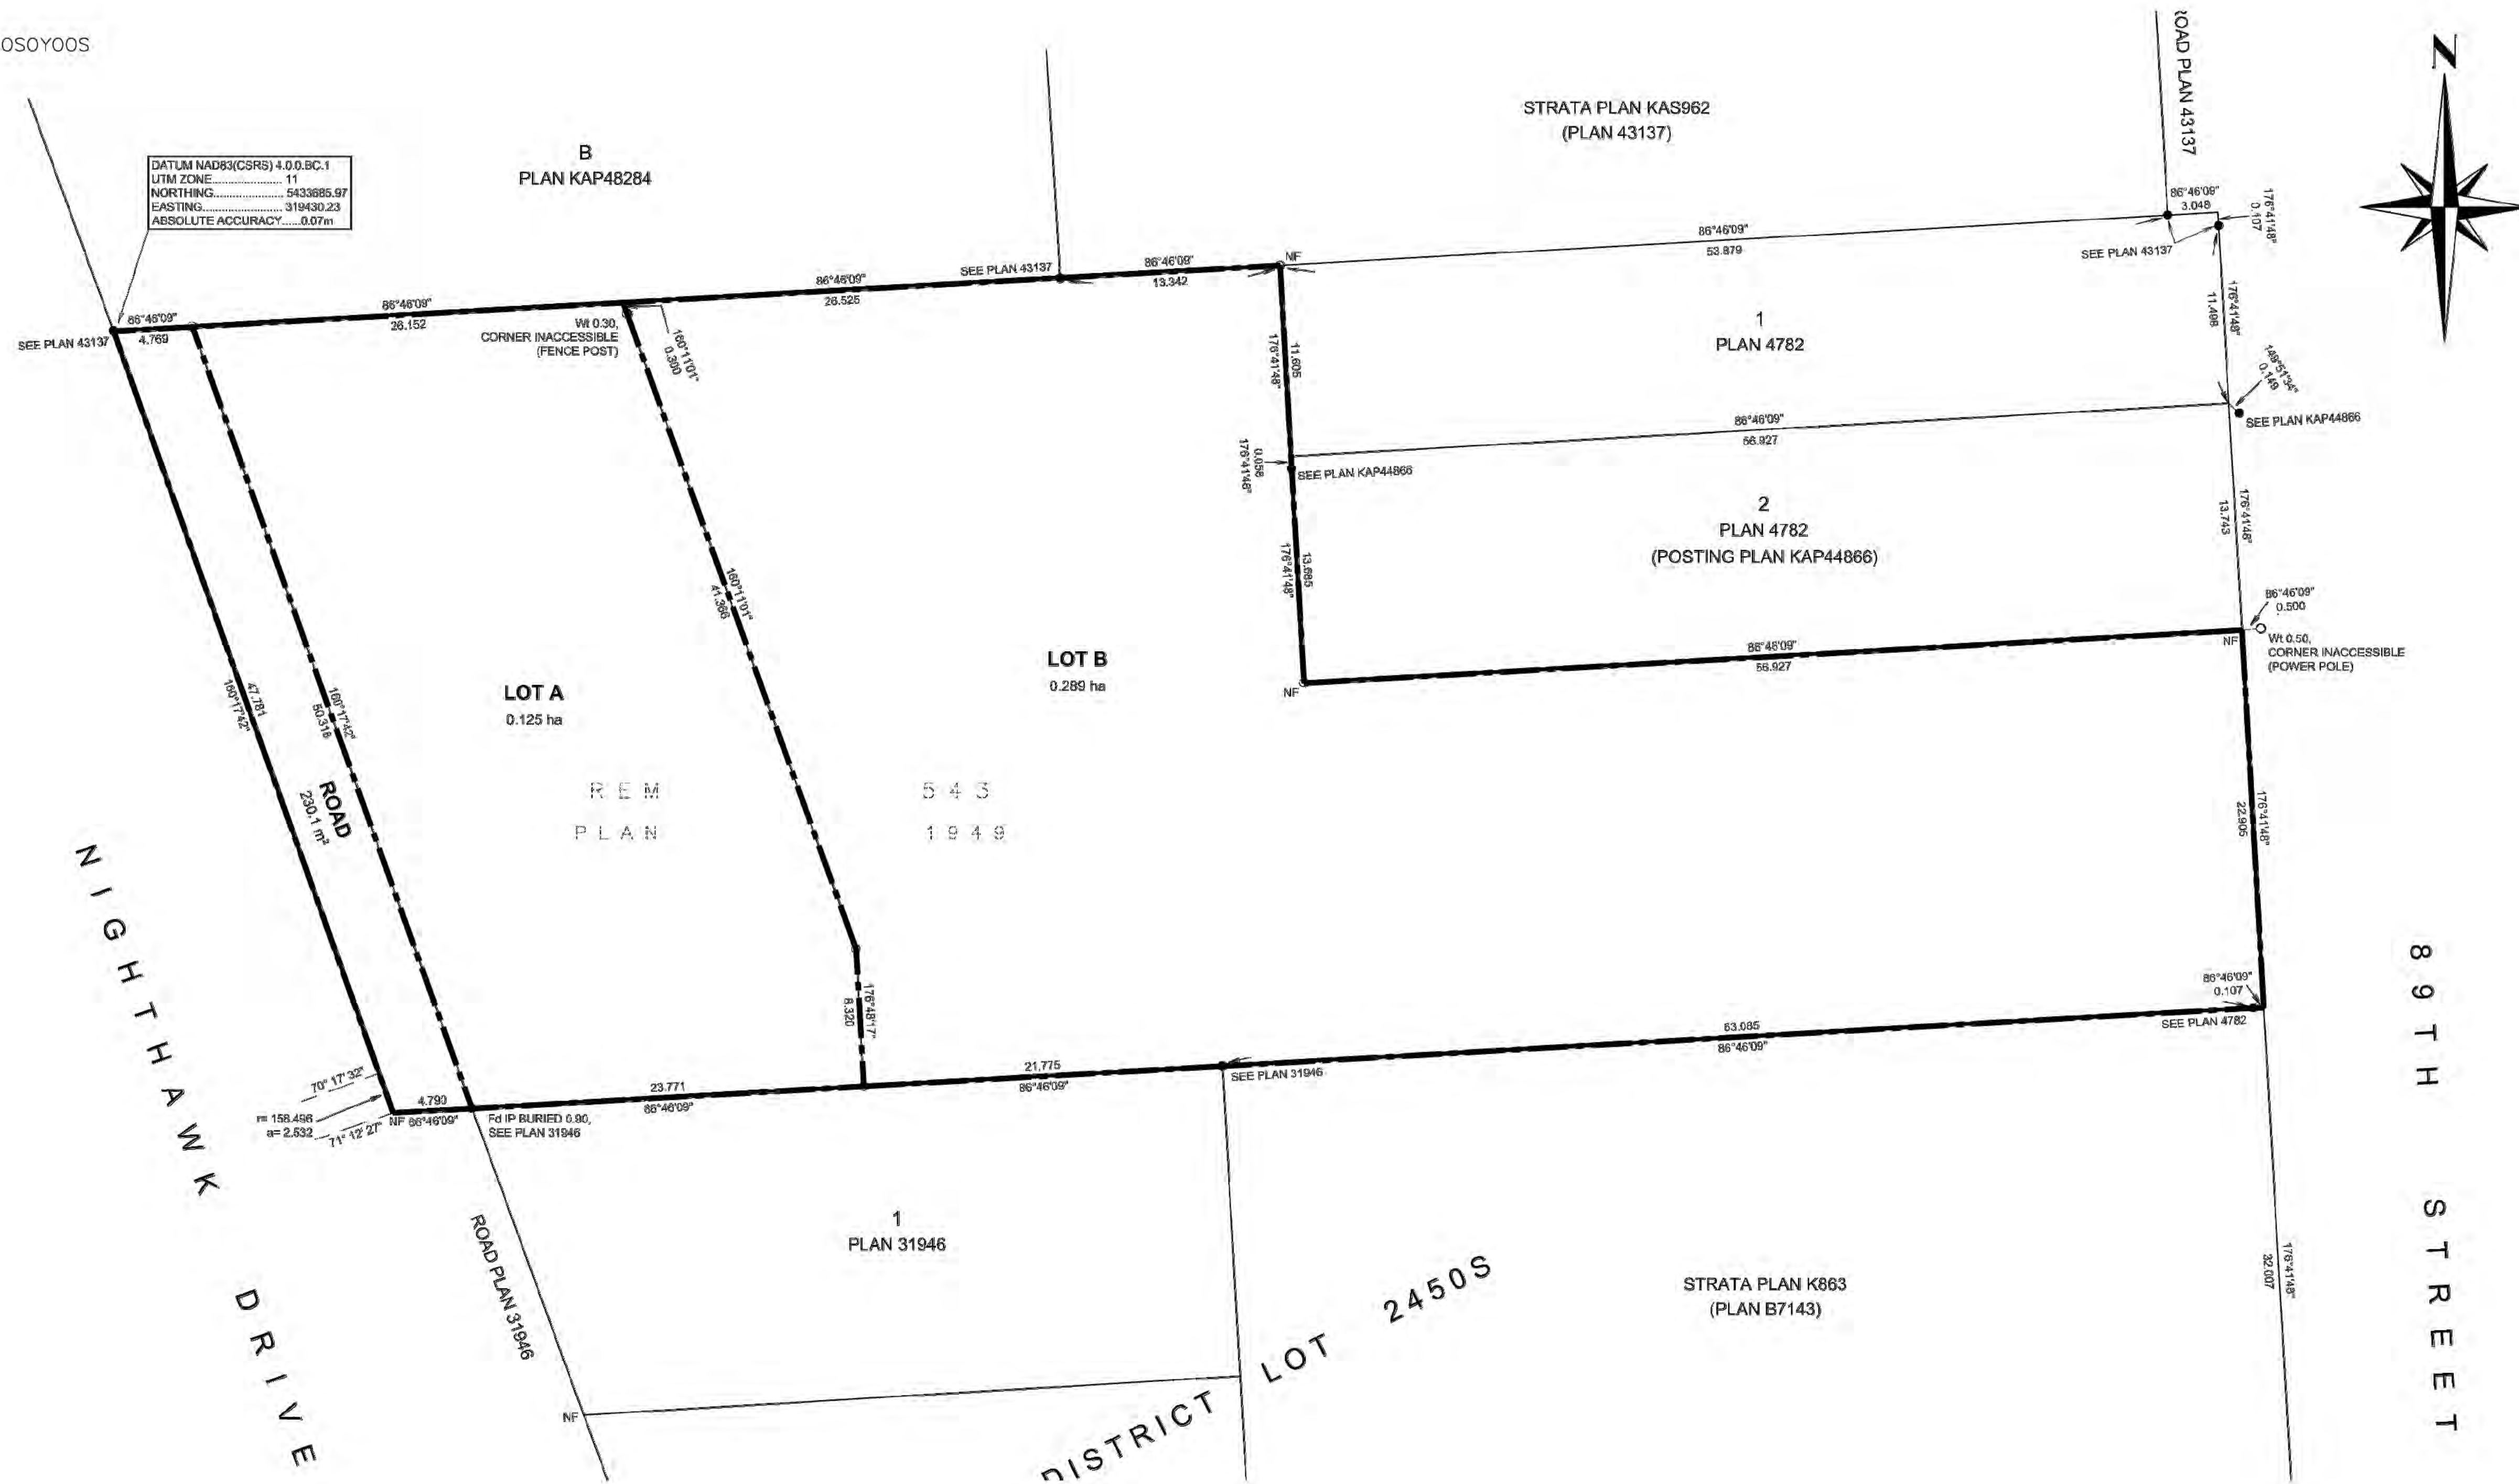 OSOYOOS
DATUM NAD83(CSRS) 4.0.0.BC.1
UTM ZONE...................... 11
NORTHING..................... 5433685.97
EASTING........................ 319430.23
ABSOLUTE ACCURACY......0.07m
B
PLAN KAP48284
STRATA PLAN KAS962
(PLAN 43137)
ROAD PLAN 43137
N
86°46'09"
3.048
176°41'48"
0.107
SEE PLAN 43137
86°46'09"
53.879
NF
SEE PLAN 43137
86°46'09"
13.342
86°46'09"
26.525
86°46'09"
26.152
86°46'09"
4.769
SEE PLAN 43137
Wt 0.30,
CORNER INACCESSIBLE
(FENCE POST)
160°11'01"
0.300
11.605
176°41'48"
1
PLAN 4782
176°41'48"
11.498
149°51'34"
0.149
SEE PLAN KAP44866
86°46'09"
56.927
0.058
176°41'48"
SEE PLAN KAP44866
2
PLAN 4782
(POSTING PLAN KAP44866)
176°41'48"
13.743
13.685
176°41'48"
86°46'09"
0.500
Wt 0.50,
CORNER INACCESSIBLE
(POWER POLE)
NF
86°46'09"
56.927
NF
160°11'01"
41.366
LOT B
0.289 ha
LOT A
0.125 ha
47.781
160°17'42"
160°17'42"
50.316
ROAD
230.1 m²
REM 543
PLAN 1949
176°41'48"
22.905
86°46'09"
0.107
SEE PLAN 4782
63.085
86°46'09"
176°48'17"
8.320
21.775
86°46'09"
SEE PLAN 31946
23.771
86°46'09"
70° 17' 32"
r= 158.496
a= 2.532
71° 12' 27"
4.790
NF 86°46'09"
Fd IP BURIED 0.90,
SEE PLAN 31946
NIGHTHAWK DRIVE
ROAD PLAN 31946
1
PLAN 31946
NF
DISTRICT LOT 2450S
STRATA PLAN K863
(PLAN B7143)
176°41'48"
32.007
89TH STREET